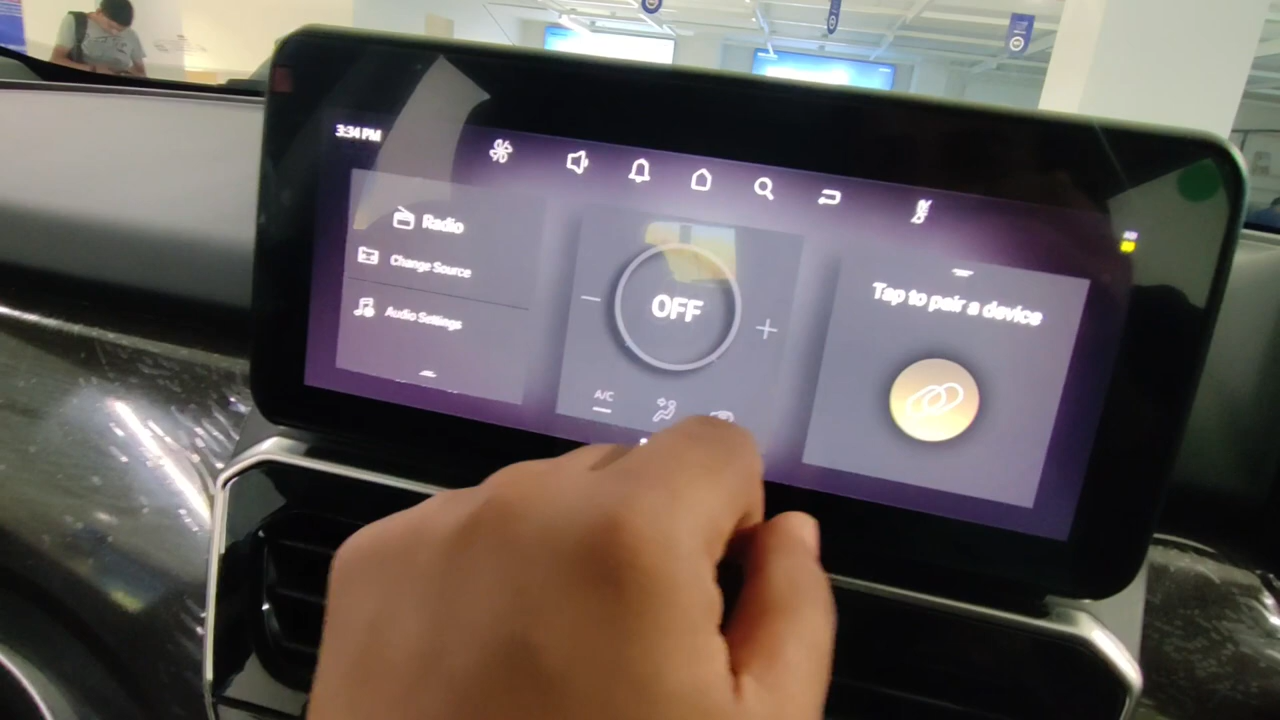 3:34 PM
Radio
Change Source
Audio Settings
OFF
A/C
Tap to pair a device